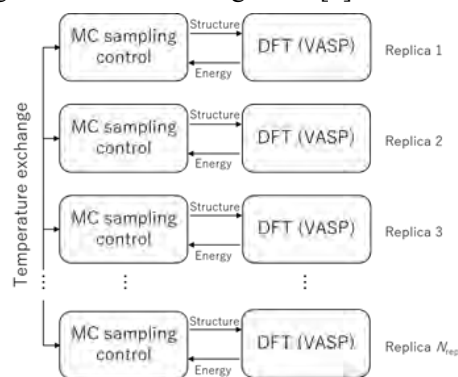 Structure
MC sampling
control
DFT (VASP)
Replica 1
Energy
Structure
MC sampling
control
DFT (VASP)
Replica 2
Energy
Temperature exchange
Structure
MC sampling
control
DFT (VASP)
Replica 3
Energy
Structure
MC sampling
control
DFT (VASP)
Replica Nrep
Energy